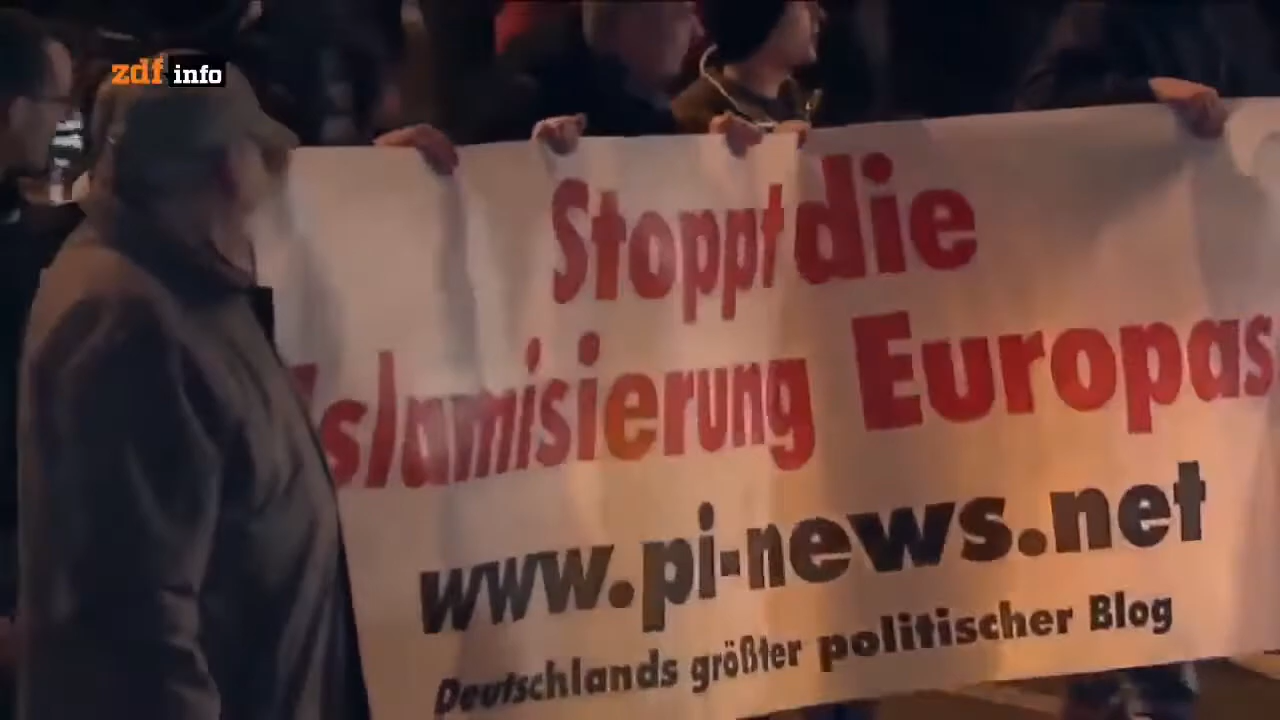 zdf info
Stoppt die
Islamisierung Europas
www.pi-news.net
Deutschlands größter politischer Blog